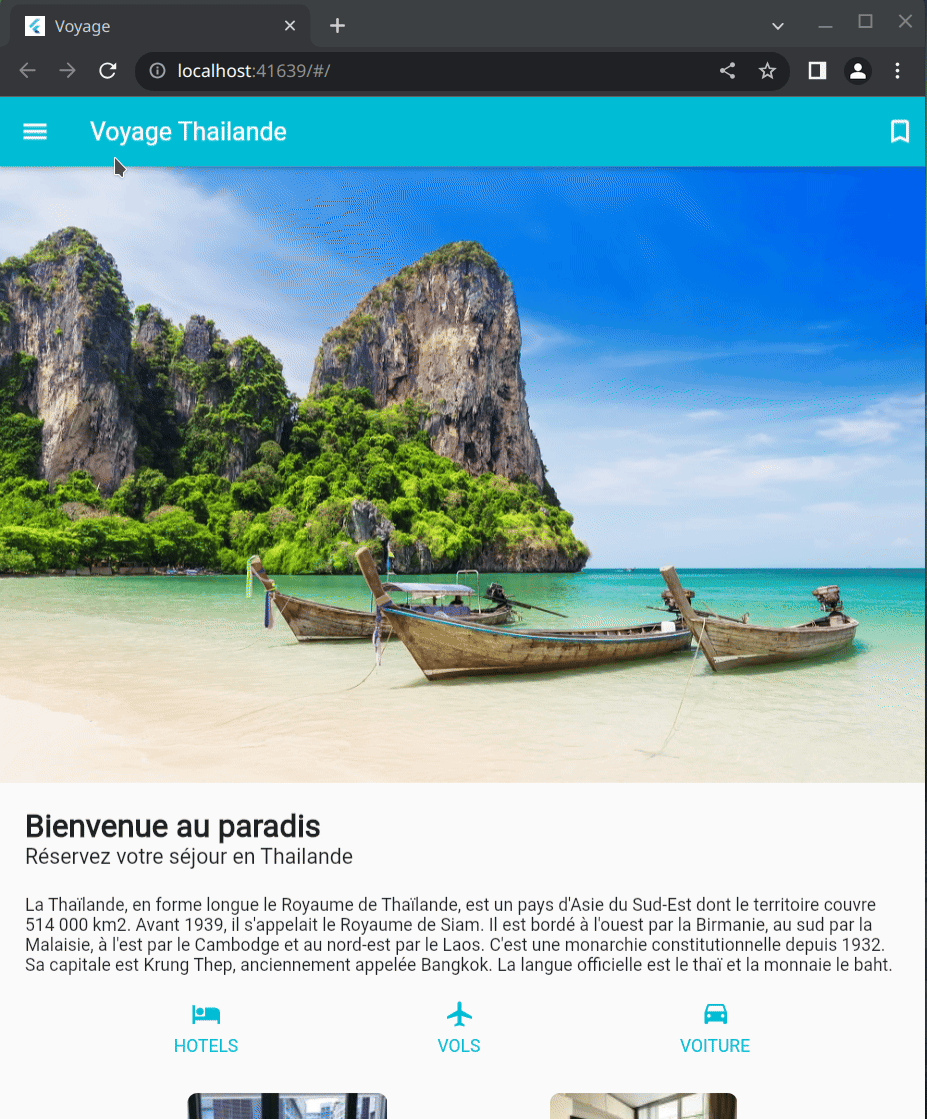 Voyage
localhost:41639/#/
Voyage Thailande
Bienvenue au paradis
Réservez votre séjour en Thailande
La Thaïlande, en forme longue le Royaume de Thaïlande, est un pays d'Asie du Sud-Est dont le territoire couvre
514 000 km2. Avant 1939, il s'appelait le Royaume de Siam. Il est bordé à l'ouest par la Birmanie, au sud par la
Malaisie, à l'est par le Cambodge et au nord-est par le Laos. C'est une monarchie constitutionnelle depuis 1932.
Sa capitale est Krung Thep, anciennement appelée Bangkok. La langue officielle est le thaï et la monnaie le baht.
HOTELS
VOLS
VOITURE